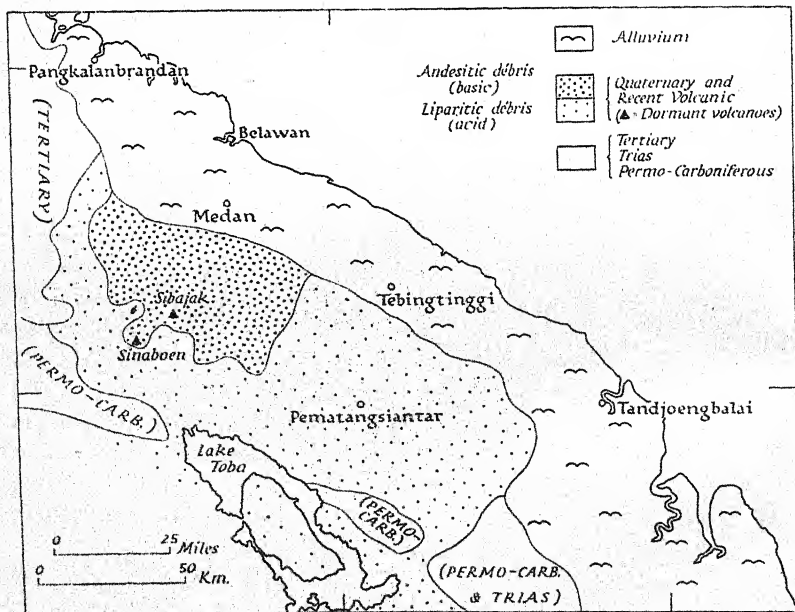 Alluvium
Andesitic débris
(basic)
Liparitic débris
(acid)
Quaternary and
Recent Volcanic
(▲=Dormant volcanoes)
Tertiary
Trias
Permo-Carboniferous
Pangkalanbrandan
(TERTIARY)
Belawan
Medan
Sibajak
Sinaboen
Tebingtinggi
(PERMO-CARB.)
Pematangsiantar
Tandjoengbalai
Lake
Toba
(PERMO-
CARB.)
(PERMO-CARB.
& TRIAS)
0 25 Miles
0 50 Km.